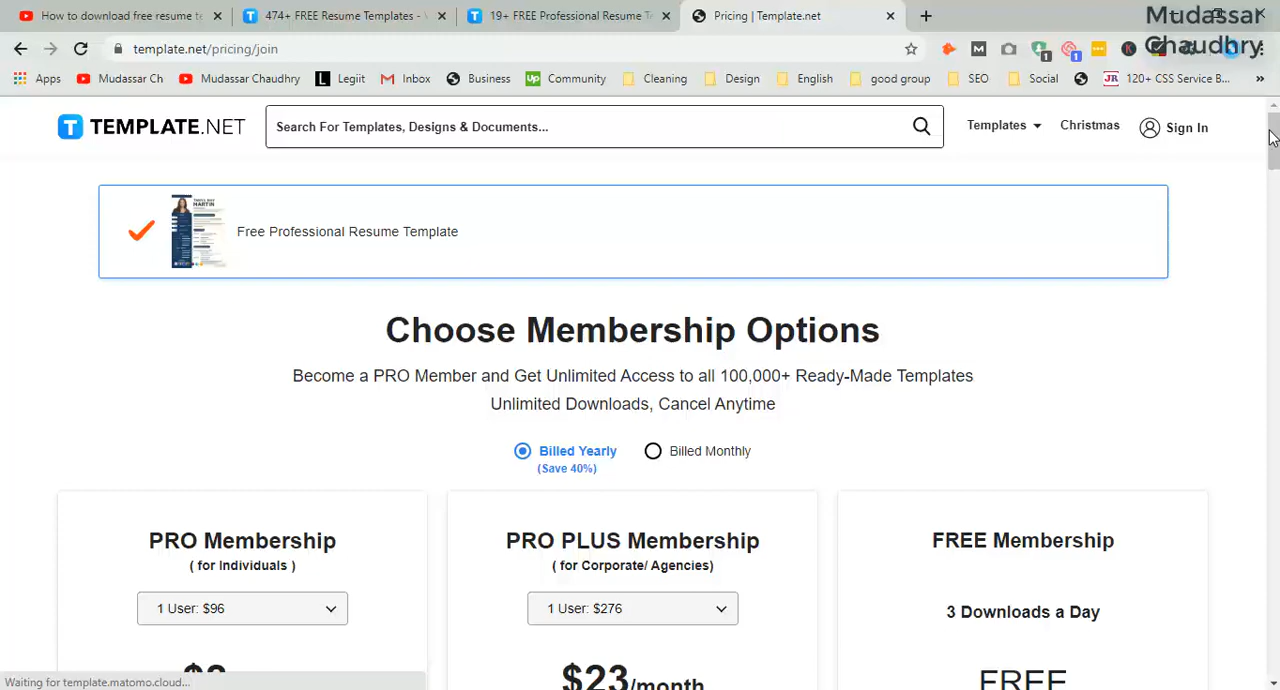 How to download free resume te
474+ FREE Resume Templates -
19+ FREE Professional Resume T
Pricing | Template.net
Mudassar
Chaudhry
template.net/pricing/join
Apps
Mudassar Ch
Mudassar Chaudhry
Legiit
Inbox
Business
Community
Cleaning
Design
English
good group
SEO
Social
120+ CSS Service B...
TEMPLATE.NET
Search For Templates, Designs & Documents...
Templates
Christmas
Sign In
Free Professional Resume Template
Choose Membership Options
Become a PRO Member and Get Unlimited Access to all 100,000+ Ready-Made Templates
Unlimited Downloads, Cancel Anytime
Billed Yearly
(Save 40%)
Billed Monthly
PRO Membership
( for Individuals )
1 User: $96
PRO PLUS Membership
( for Corporate/ Agencies)
1 User: $276
$23/month
FREE Membership
3 Downloads a Day
FREE
Waiting for template.matomo.cloud...